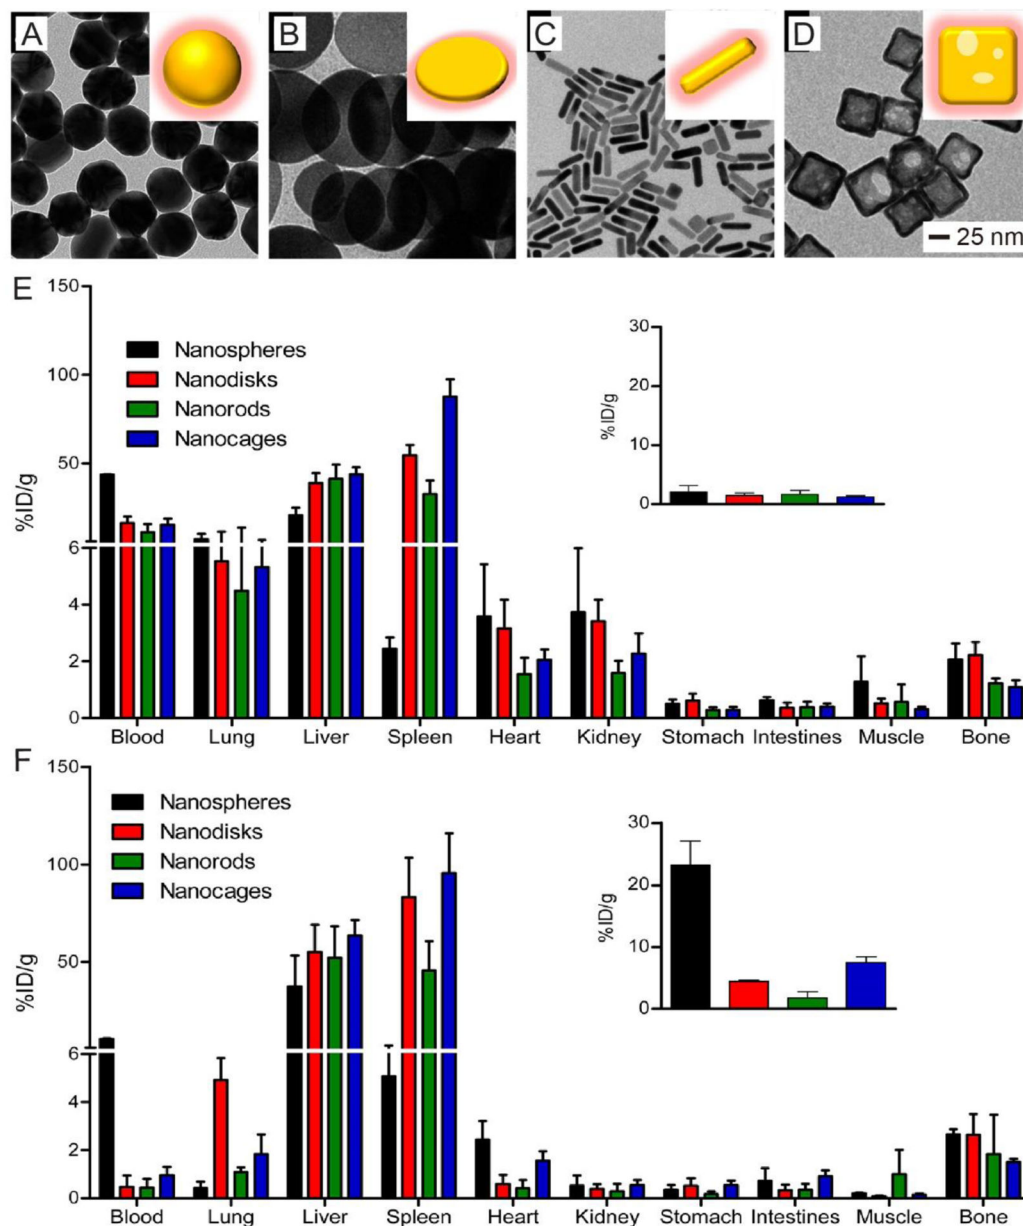 A B C D
25 nm
E
150
100
50
6
4
2
0
%ID/g
Nanospheres
Nanodisks
Nanorods
Nanocages
30
20
10
0
%ID/g
Blood Lung Liver Spleen Heart Kidney Stomach Intestines Muscle Bone
F
150
100
50
6
4
2
0
%ID/g
Nanospheres
Nanodisks
Nanorods
Nanocages
30
20
10
0
%ID/g
Blood Lung Liver Spleen Heart Kidney Stomach Intestines Muscle Bone